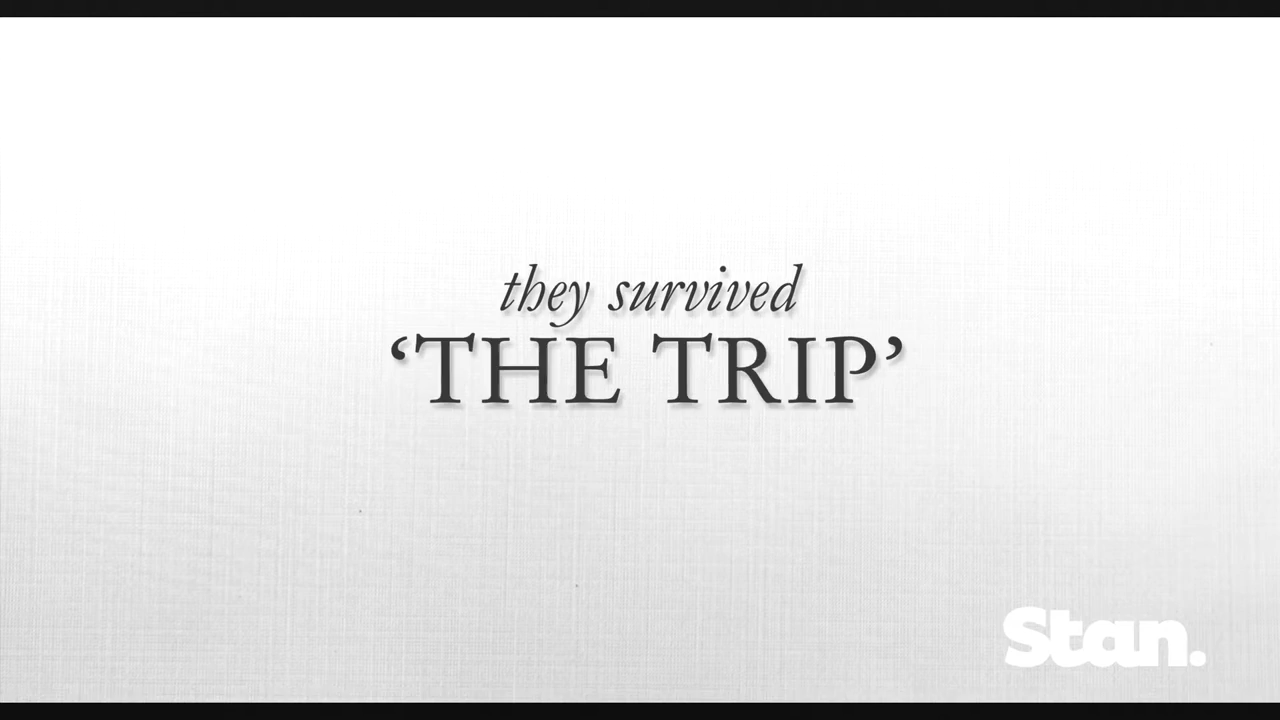 they survived
‘THE TRIP’
Stan.